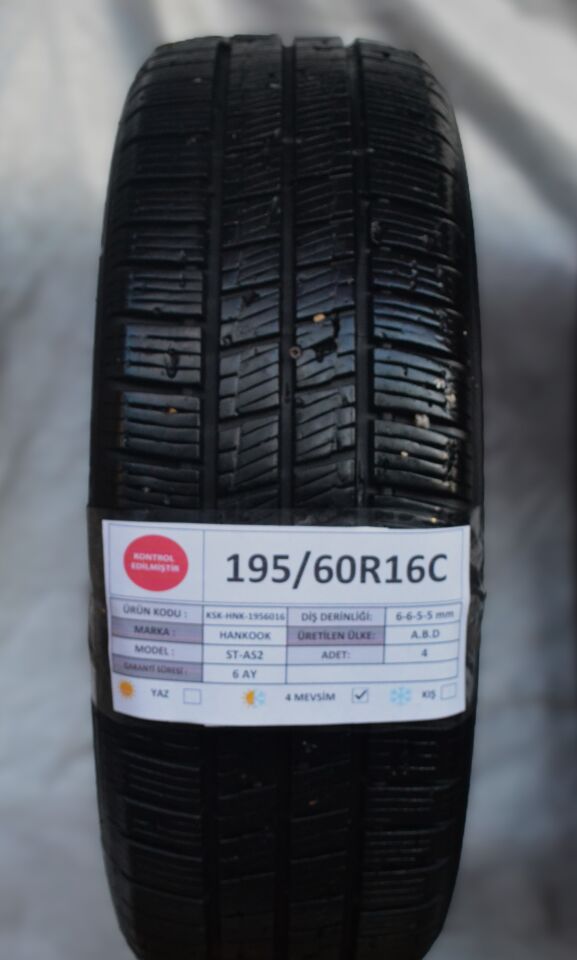 KONTROL
EDİLMİŞTİR
195/60R16C
ÜRÜN KODU : KSK-HNK-1956016 DİŞ DERİNLİĞİ: 6-6-5-5 mm
MARKA : HANKOOK ÜRETİLEN ÜLKE: A.B.D
MODEL : ST-AS2 ADET: 4
GARANTİ SÜRESİ : 6 AY
YAZ 4 MEVSİM KIŞ